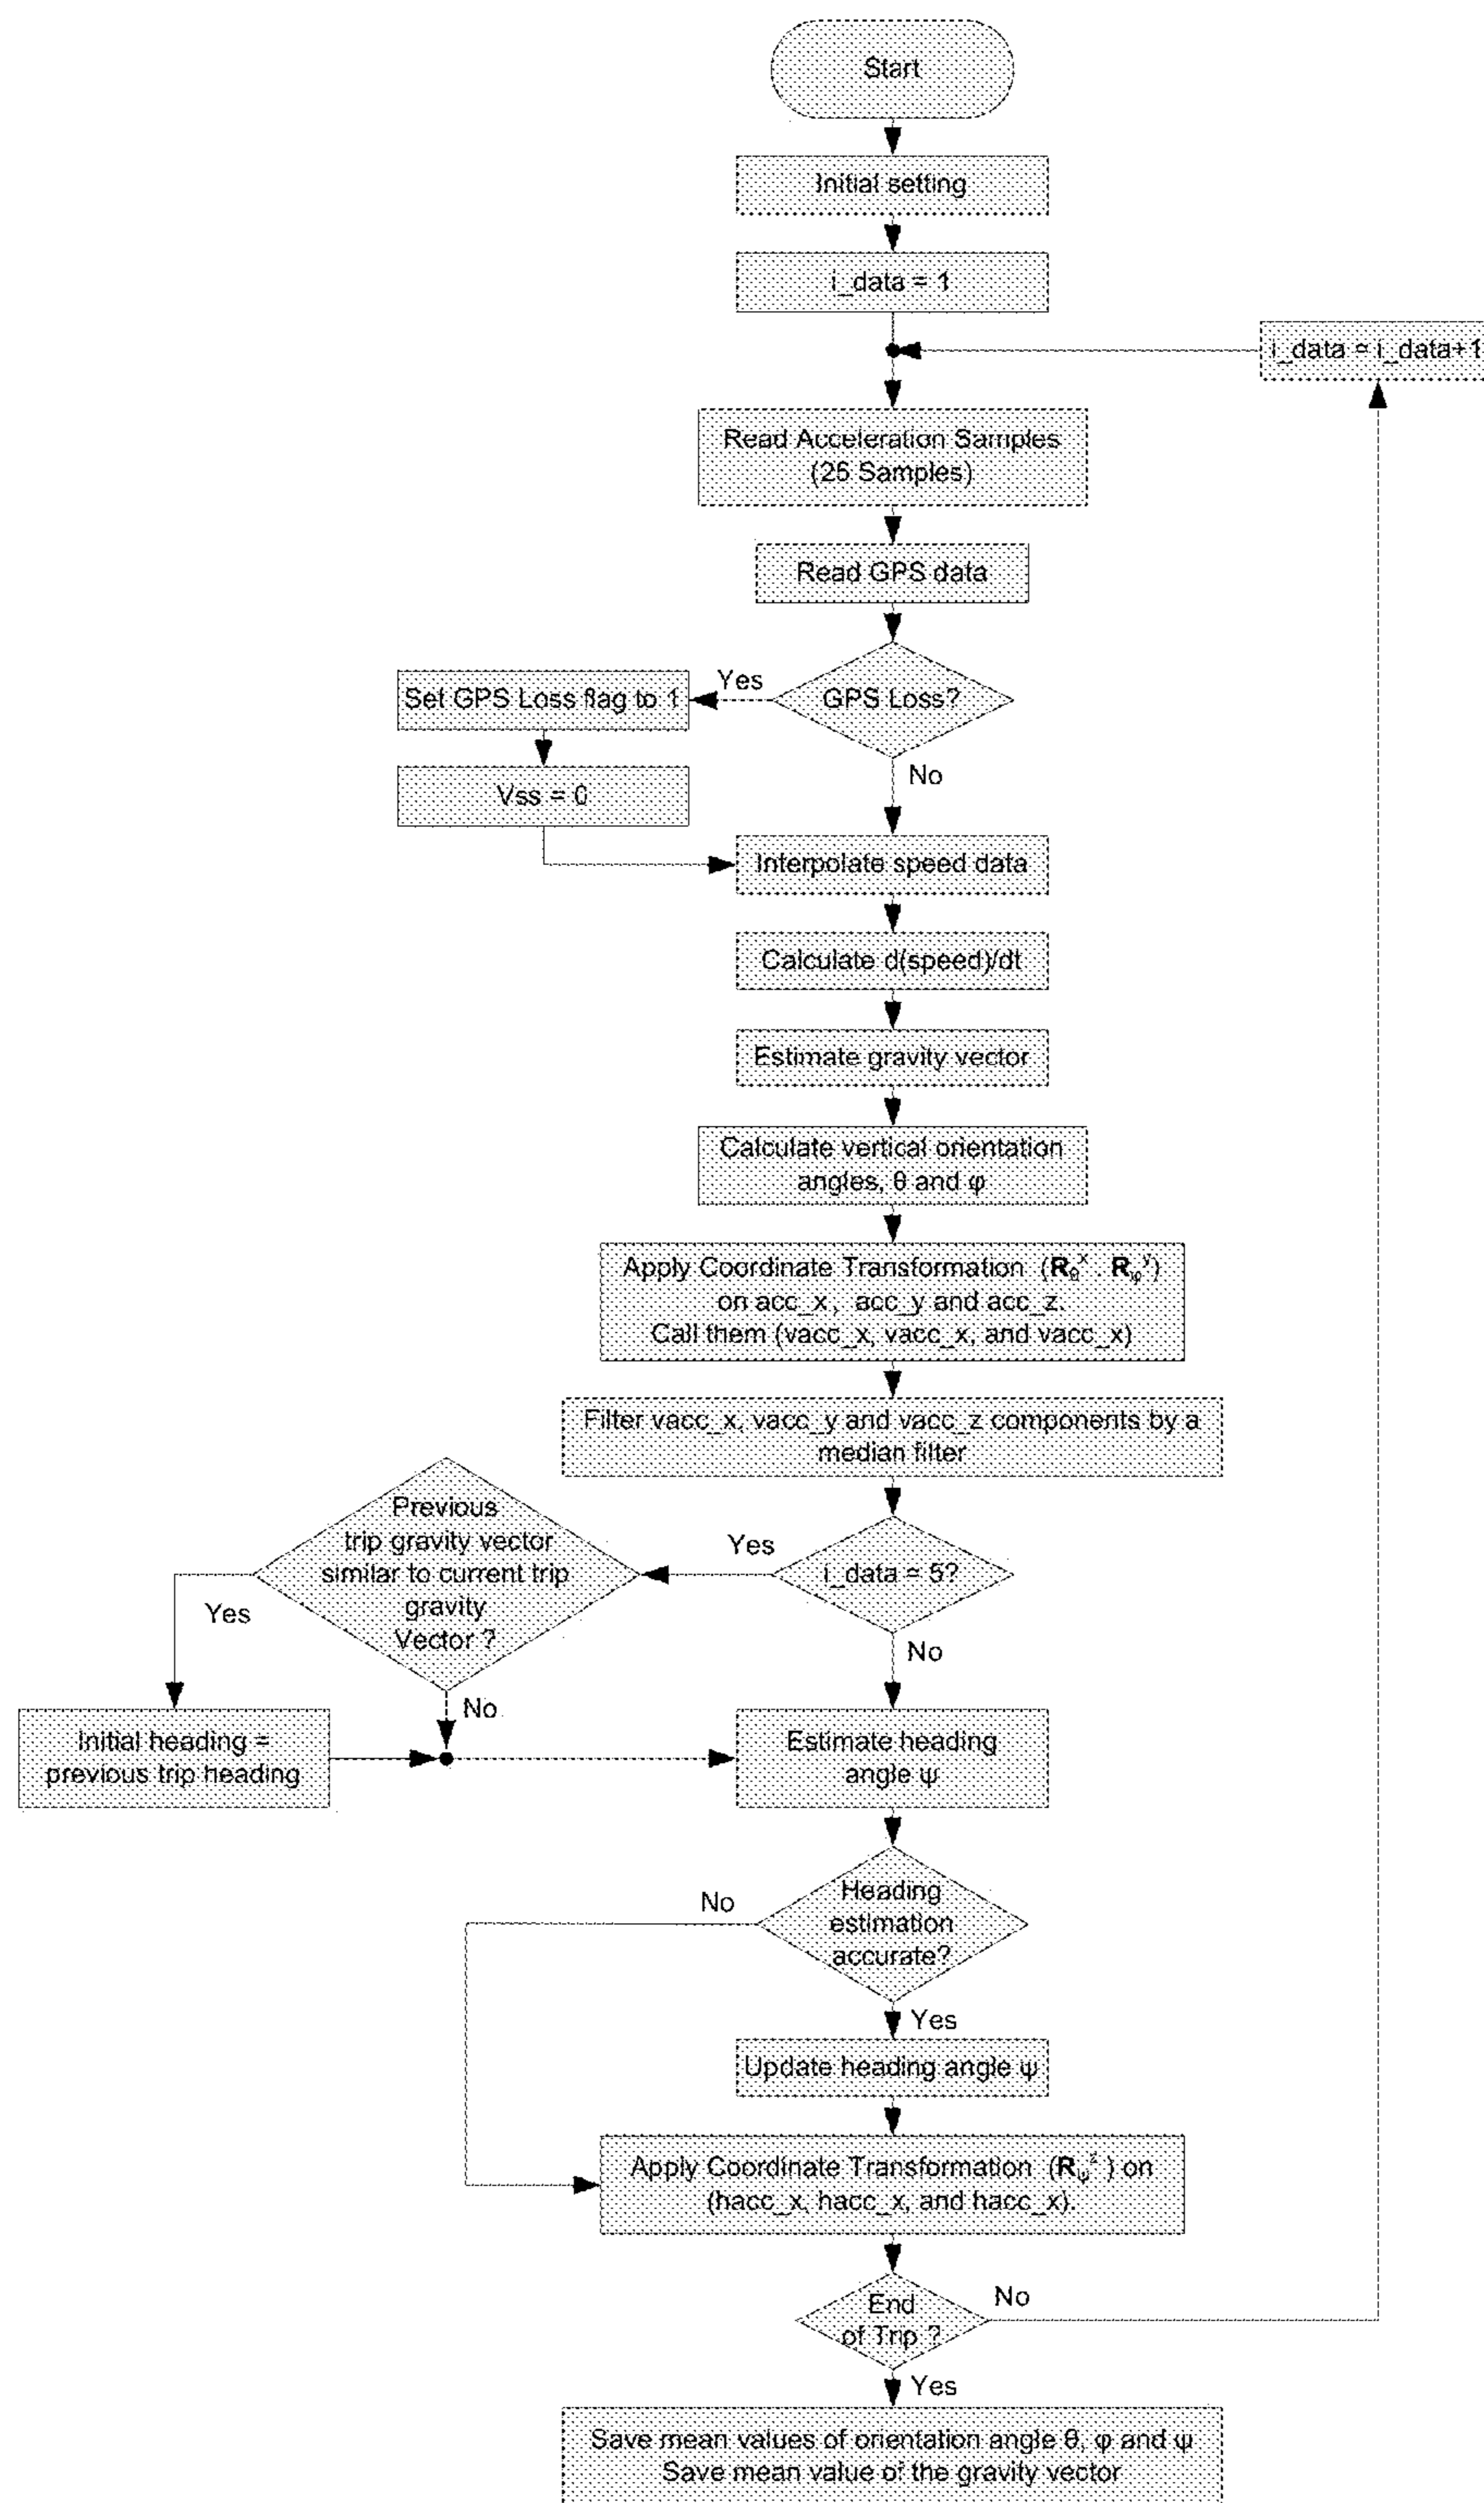 Start
Initial setting
i_data = 1
i_data = i_data+1
Read Acceleration Samples
(25 Samples)
Read GPS data
GPS Loss?
Yes
No
Set GPS Loss flag to 1
Vss = 0
Interpolate speed data
Calculate d(speed)/dt
Estimate gravity vector
Calculate vertical orientation
angles, θ and φ
Apply Coordinate Transformation (R_θ^x . R_φ^y)
on acc_x, acc_y and acc_z.
Call them (vacc_x, vacc_x, and vacc_x)
Filter vacc_x, vacc_y and vacc_z components by a
median filter
i_data = 5?
Yes
No
Previous
trip gravity vector
similar to current trip
gravity
Vector ?
Yes
No
Initial heading =
previous trip heading
Estimate heading
angle ψ
Heading
estimation
accurate?
No
Yes
Update heading angle ψ
Apply Coordinate Transformation (R_ψ^z) on
(hacc_x, hacc_x, and hacc_x).
End
of Trip ?
No
Yes
Save mean values of orientation angle θ, φ and ψ
Save mean value of the gravity vector